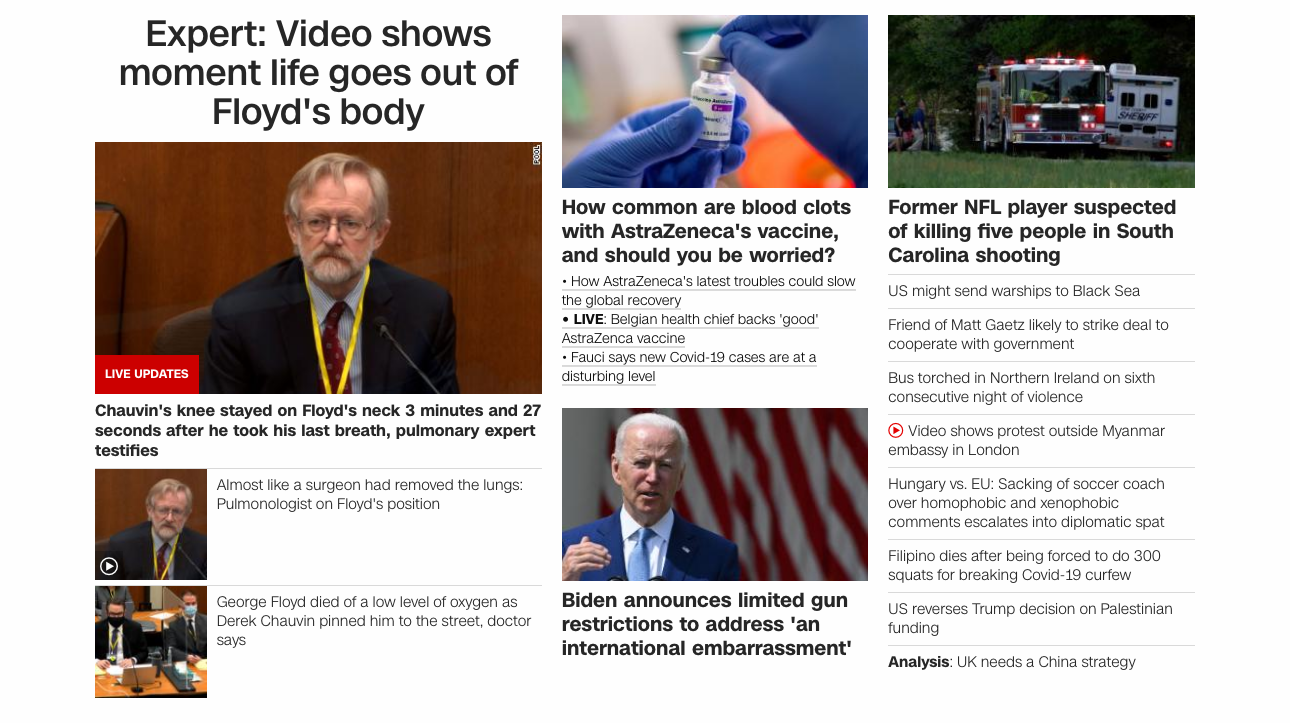 Expert: Video shows
moment life goes out of
Floyd's body
POOL
LIVE UPDATES
Chauvin's knee stayed on Floyd's neck 3 minutes and 27
seconds after he took his last breath, pulmonary expert
testifies
Almost like a surgeon had removed the lungs:
Pulmonologist on Floyd's position
George Floyd died of a low level of oxygen as
Derek Chauvin pinned him to the street, doctor
says
How common are blood clots
with AstraZeneca's vaccine,
and should you be worried?
• How AstraZeneca's latest troubles could slow
the global recovery
• LIVE: Belgian health chief backs 'good'
AstraZenca vaccine
• Fauci says new Covid-19 cases are at a
disturbing level
Biden announces limited gun
restrictions to address 'an
international embarrassment'
SHERIFF
Former NFL player suspected
of killing five people in South
Carolina shooting
US might send warships to Black Sea
Friend of Matt Gaetz likely to strike deal to
cooperate with government
Bus torched in Northern Ireland on sixth
consecutive night of violence
Video shows protest outside Myanmar
embassy in London
Hungary vs. EU: Sacking of soccer coach
over homophobic and xenophobic
comments escalates into diplomatic spat
Filipino dies after being forced to do 300
squats for breaking Covid-19 curfew
US reverses Trump decision on Palestinian
funding
Analysis: UK needs a China strategy